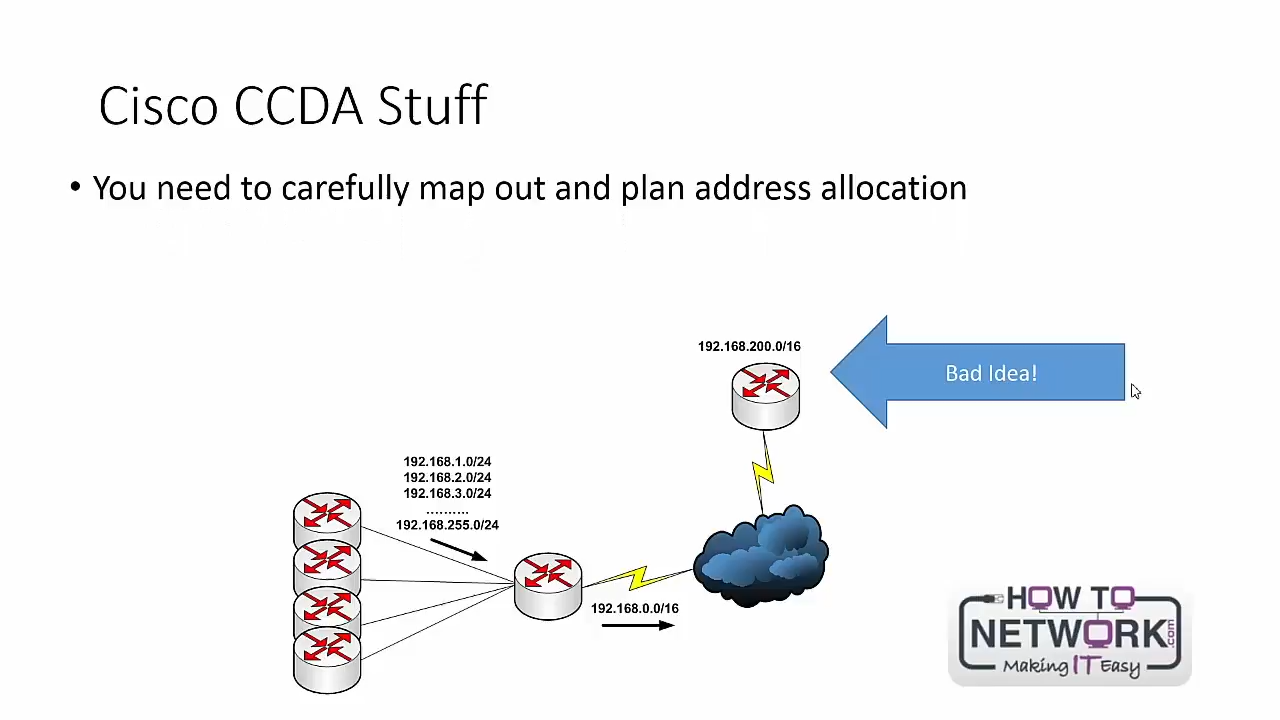 Cisco CCDA Stuff
• You need to carefully map out and plan address allocation
192.168.200.0/16
Bad Idea!
192.168.1.0/24
192.168.2.0/24
192.168.3.0/24
..........
192.168.255.0/24
192.168.0.0/16
HOW TO
NETWORK.com
Making IT Easy